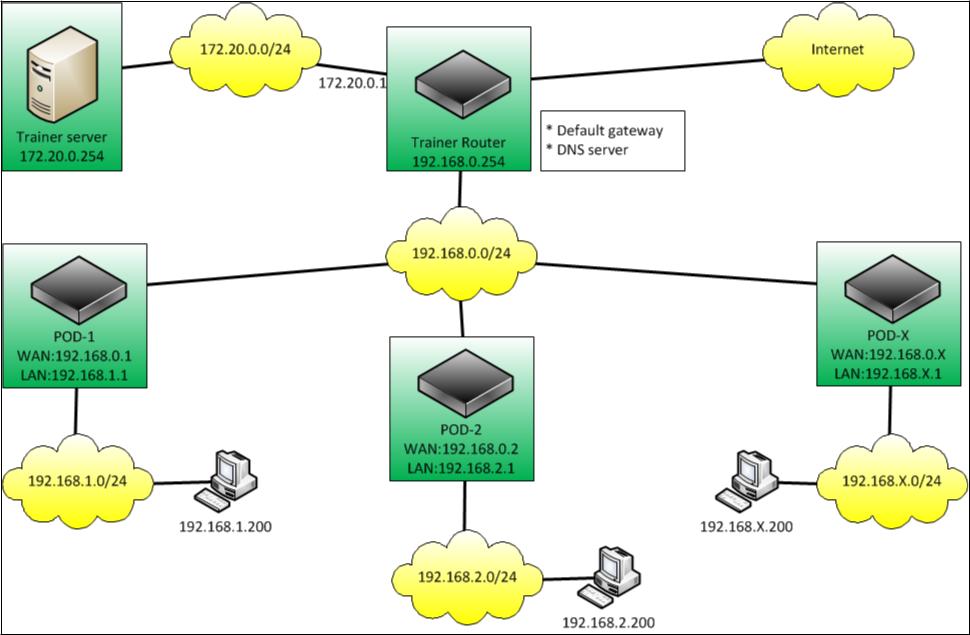 172.20.0.0/24
Internet
172.20.0.1
Trainer server
172.20.0.254
Trainer Router
192.168.0.254
* Default gateway
* DNS server
192.168.0.0/24
POD-1
WAN:192.168.0.1
LAN:192.168.1.1
POD-X
WAN:192.168.0.X
LAN:192.168.X.1
POD-2
WAN:192.168.0.2
LAN:192.168.2.1
192.168.1.0/24
192.168.1.200
192.168.X.0/24
192.168.X.200
192.168.2.0/24
192.168.2.200